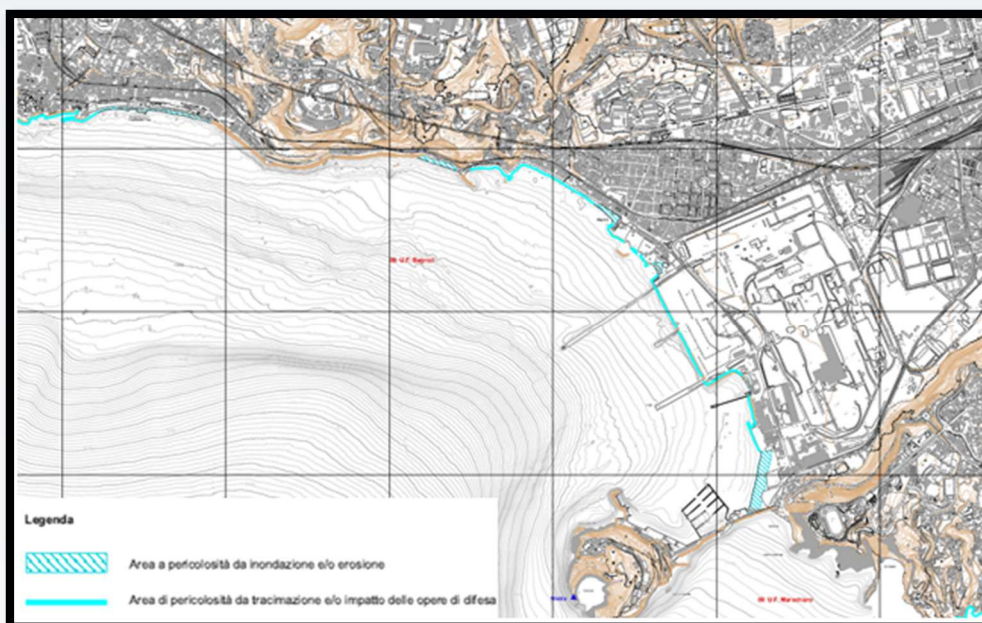 Legenda
Area a pericolosità da inondazione e/o erosione
Area di pericolosità da tracimazione e/o impatto delle opere di difesa